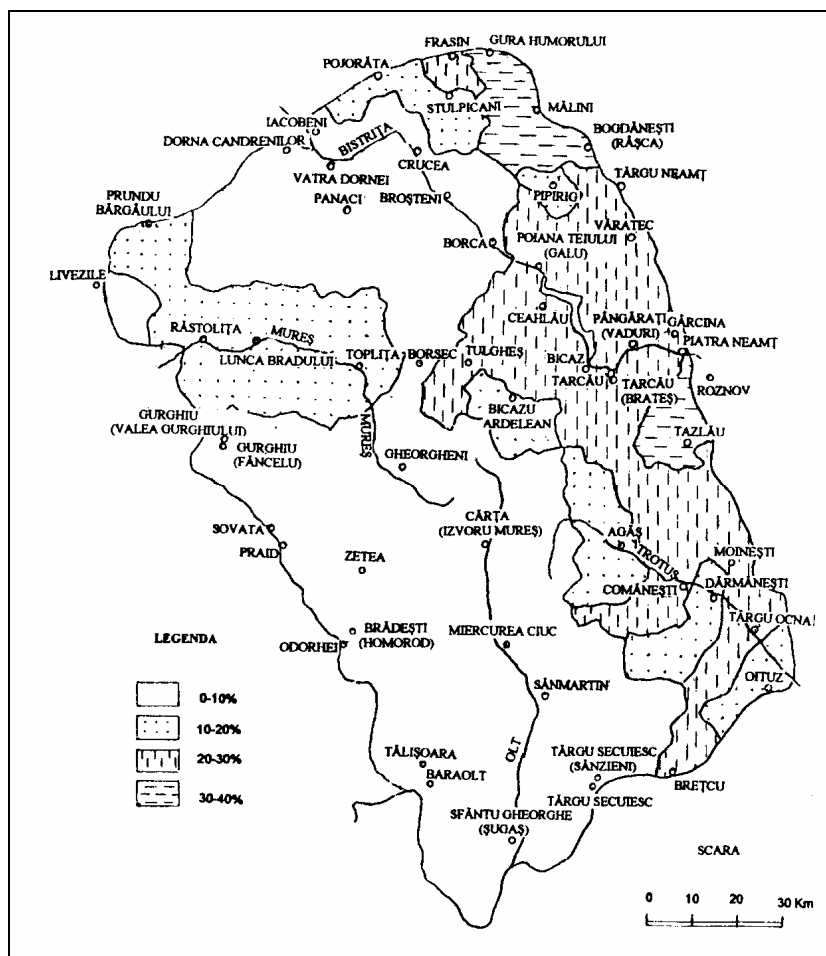 FRASIN
GURA HUMORULUI
POJORÂTA
STULPICANI
MĂLINI
IACOBENI
DORNA CANDRENILOR
BISTRIȚA
BOGDĂNEȘTI
(RÂȘCA)
CRUCEA
VATRA DORNEI
TÂRGU NEAMȚ
PANACI
BROȘTENI
PIPIRIG
PRUNDU
BÂRGĂULUI
VĂRATEC
POIANA TEIULUI
(GALU)
BORCA
LIVEZILE
CEAHLĂU
PÂNGĂRAȚI
(VADURI)
GÂRCINA
RĂSTOLIȚA
MUREȘ
PIATRA NEAMȚ
LUNCA BRADULUI
TOPLIȚA
BORSEC
TULGHEȘ
BICAZ
TARCĂU
TARCĂU
(BRATEȘ)
ROZNOV
BICAZU
ARDELEAN
GURGHIU
(VALEA GURGHIULUI)
MUREȘ
TAZLĂU
GURGHIU
(FÂNCELU)
GHEORGHENI
CÂRȚA
(IZVORU MUREȘ)
SOVATA
AGĂȘ
PRAID
TROTUȘ
MOINEȘTI
ZETEA
COMĂNEȘTI
DĂRMĂNEȘTI
TÂRGU OCNA
BRĂDEȘTI
(HOMOROD)
LEGENDA
ODORHEI
MIERCUREA CIUC
OITUZ
0-10%
SÂNMARTIN
10-20%
OLT
20-30%
TĂLIȘOARA
TÂRGU SECUIESC
(SÂNZIENI)
BARAOLT
BREȚCU
30-40%
TÂRGU SECUIESC
SFÂNTU GHEORGHE
(ȘUGAȘ)
SCARA
0 10 20 30 Km